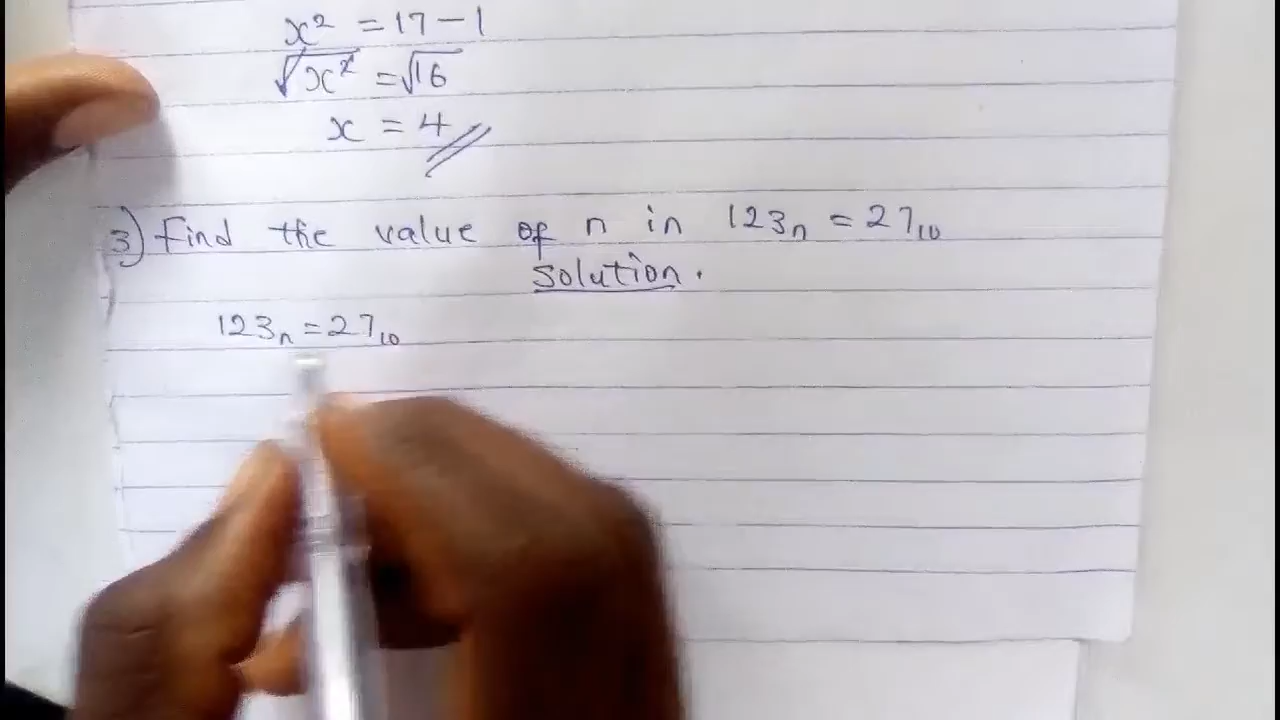 x² = 17 - 1
√x² = √16
x = 4
3) Find the value of n in 123ₙ = 27₁₀
Solution.
123ₙ = 27₁₀